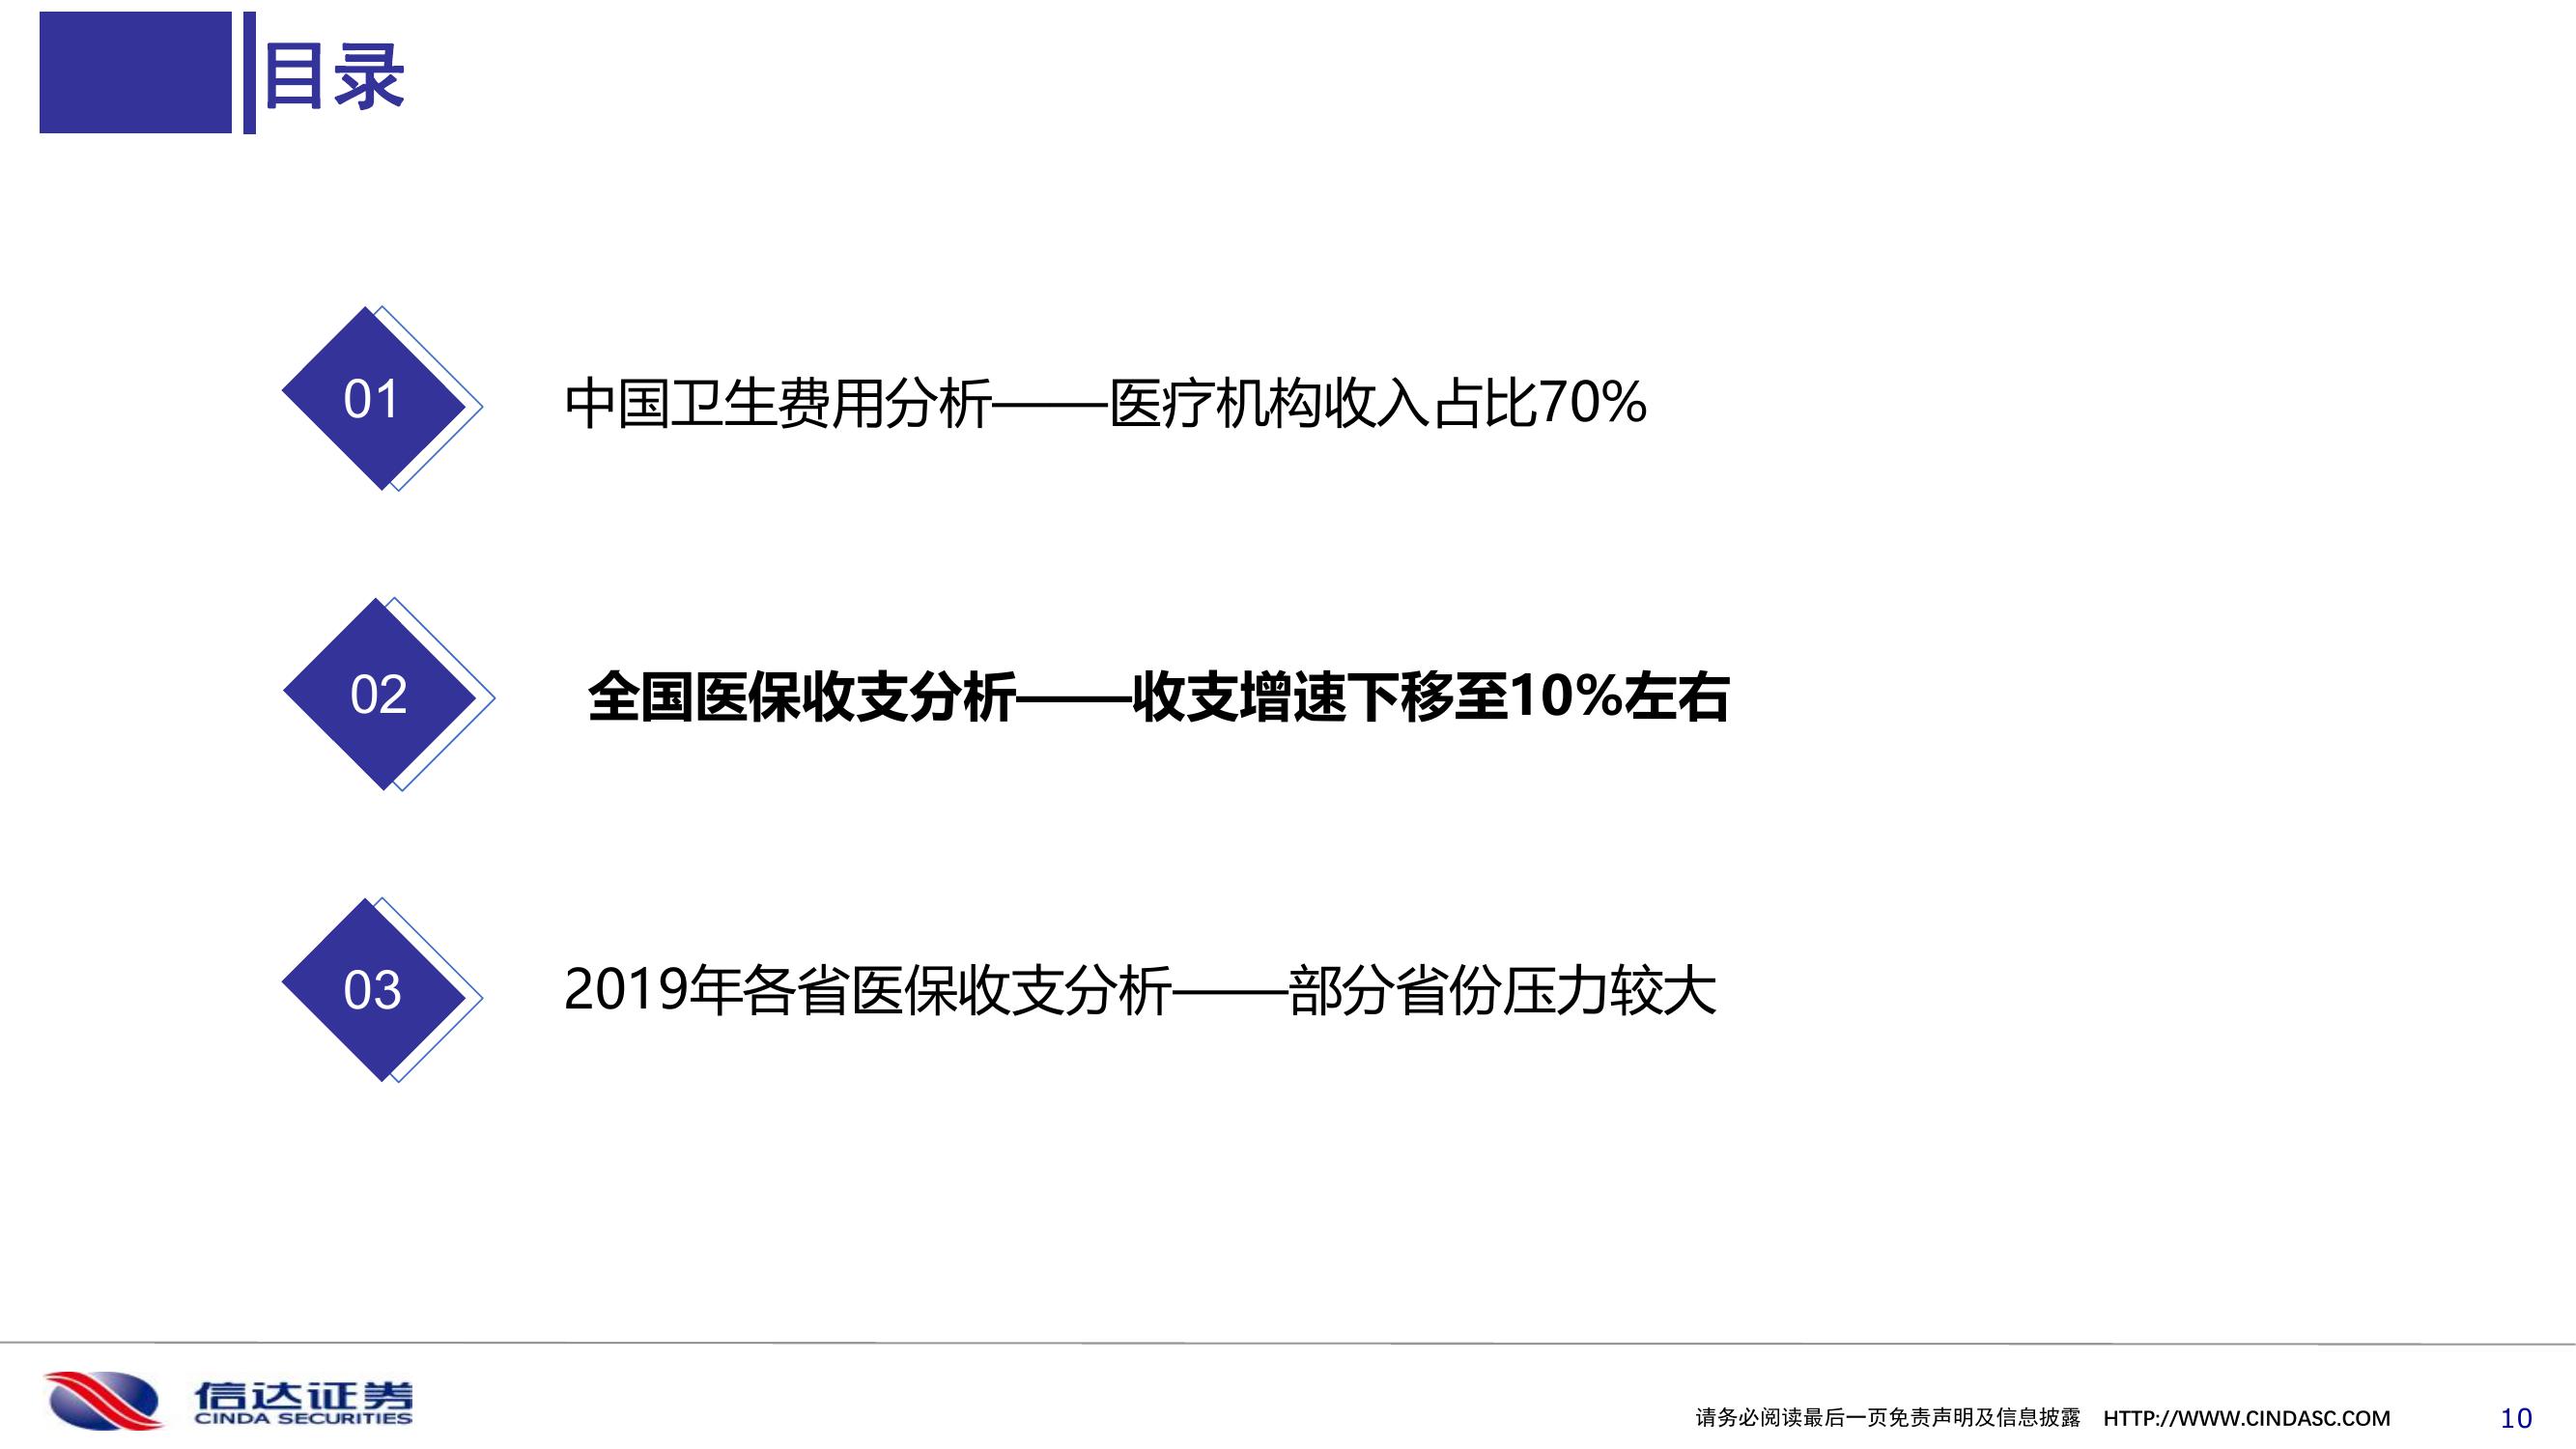 目录
01
中国卫生费用分析——医疗机构收入占比70%
02
全国医保收支分析——收支增速下移至10%左右
03
2019年各省医保收支分析——部分省份压力较大
信达证券
CINDA SECURITIES
请务必阅读最后一页免责声明及信息披露 HTTP://WWW.CINDASC.COM 10